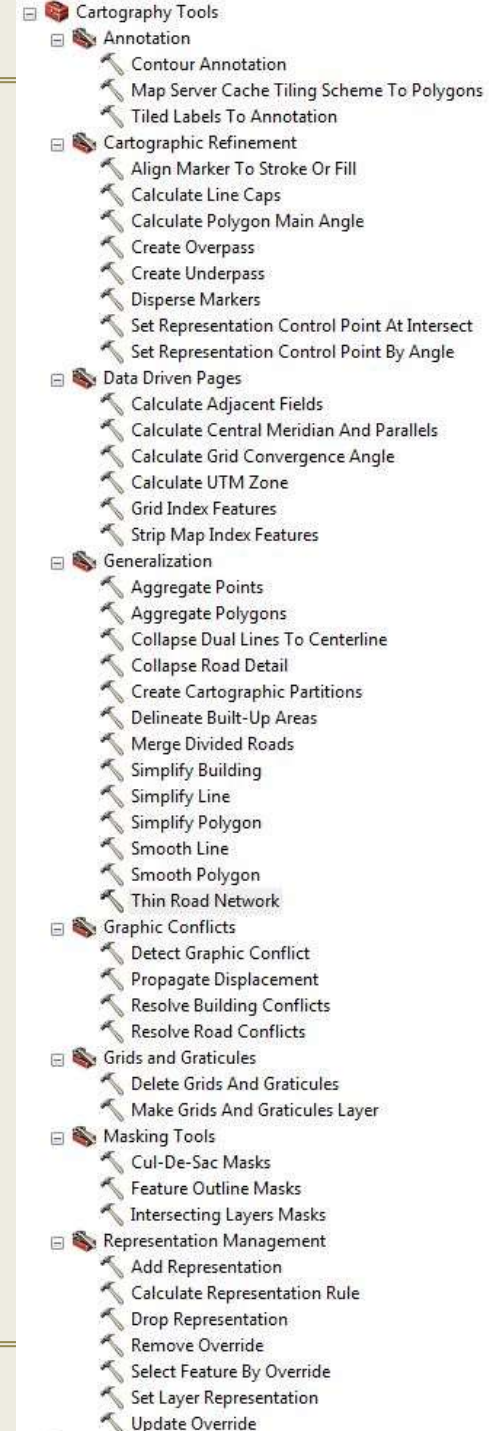 Cartography Tools
Annotation
Contour Annotation
Map Server Cache Tiling Scheme To Polygons
Tiled Labels To Annotation
Cartographic Refinement
Align Marker To Stroke Or Fill
Calculate Line Caps
Calculate Polygon Main Angle
Create Overpass
Create Underpass
Disperse Markers
Set Representation Control Point At Intersect
Set Representation Control Point By Angle
Data Driven Pages
Calculate Adjacent Fields
Calculate Central Meridian And Parallels
Calculate Grid Convergence Angle
Calculate UTM Zone
Grid Index Features
Strip Map Index Features
Generalization
Aggregate Points
Aggregate Polygons
Collapse Dual Lines To Centerline
Collapse Road Detail
Create Cartographic Partitions
Delineate Built-Up Areas
Merge Divided Roads
Simplify Building
Simplify Line
Simplify Polygon
Smooth Line
Smooth Polygon
Thin Road Network
Graphic Conflicts
Detect Graphic Conflict
Propagate Displacement
Resolve Building Conflicts
Resolve Road Conflicts
Grids and Graticules
Delete Grids And Graticules
Make Grids And Graticules Layer
Masking Tools
Cul-De-Sac Masks
Feature Outline Masks
Intersecting Layers Masks
Representation Management
Add Representation
Calculate Representation Rule
Drop Representation
Remove Override
Select Feature By Override
Set Layer Representation
Update Override